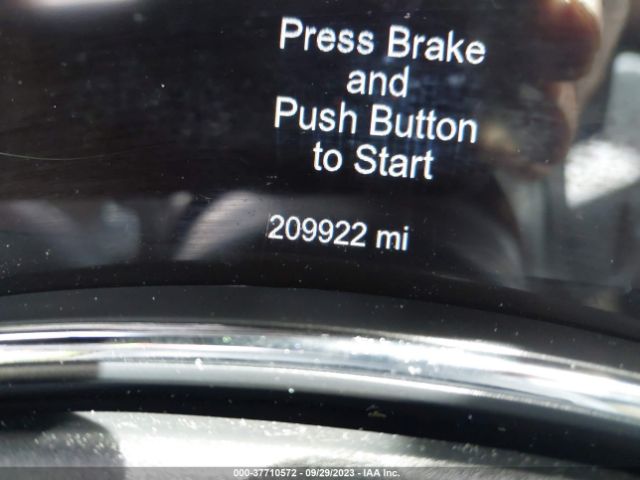 Press Brake
and
Push Button
to Start
209922 mi
000-37710572 - 09/29/2023 - IAA Inc.